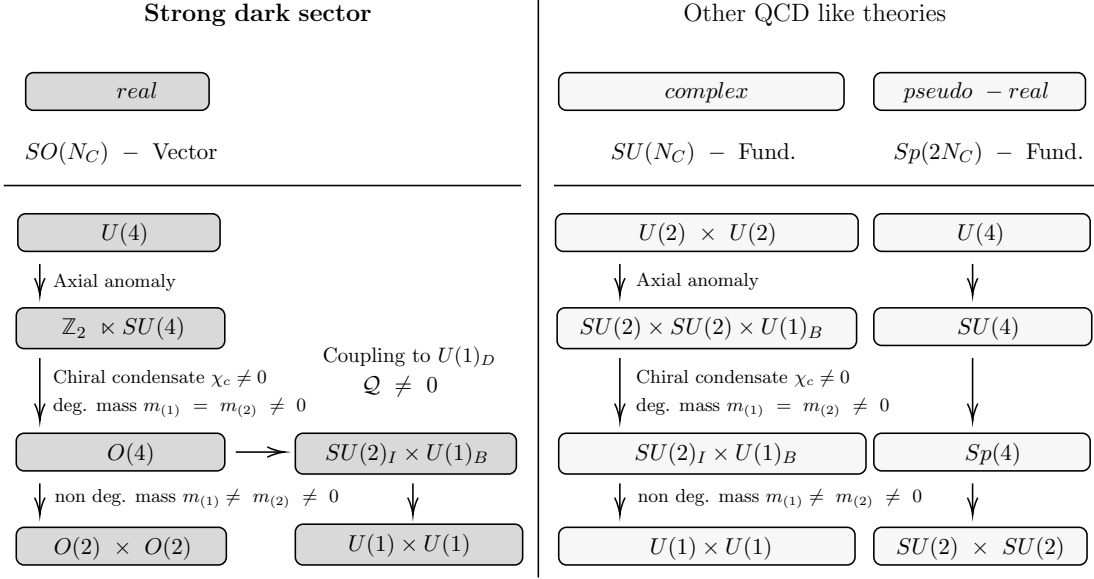 Strong dark sector
real
SO(N_C) − Vector
U(4)
Axial anomaly
ℤ_2 ⋉ SU(4)
Chiral condensate χ_c ≠ 0
deg. mass m_(1) = m_(2) ≠ 0
Coupling to U(1)_D
𝒬 ≠ 0
O(4)
SU(2)_I × U(1)_B
non deg. mass m_(1) ≠ m_(2) ≠ 0
O(2) × O(2)
U(1) × U(1)
Other QCD like theories
complex
pseudo − real
SU(N_C) − Fund.
Sp(2N_C) − Fund.
U(2) × U(2)
U(4)
Axial anomaly
SU(2) × SU(2) × U(1)_B
SU(4)
Chiral condensate χ_c ≠ 0
deg. mass m_(1) = m_(2) ≠ 0
SU(2)_I × U(1)_B
Sp(4)
non deg. mass m_(1) ≠ m_(2) ≠ 0
U(1) × U(1)
SU(2) × SU(2)